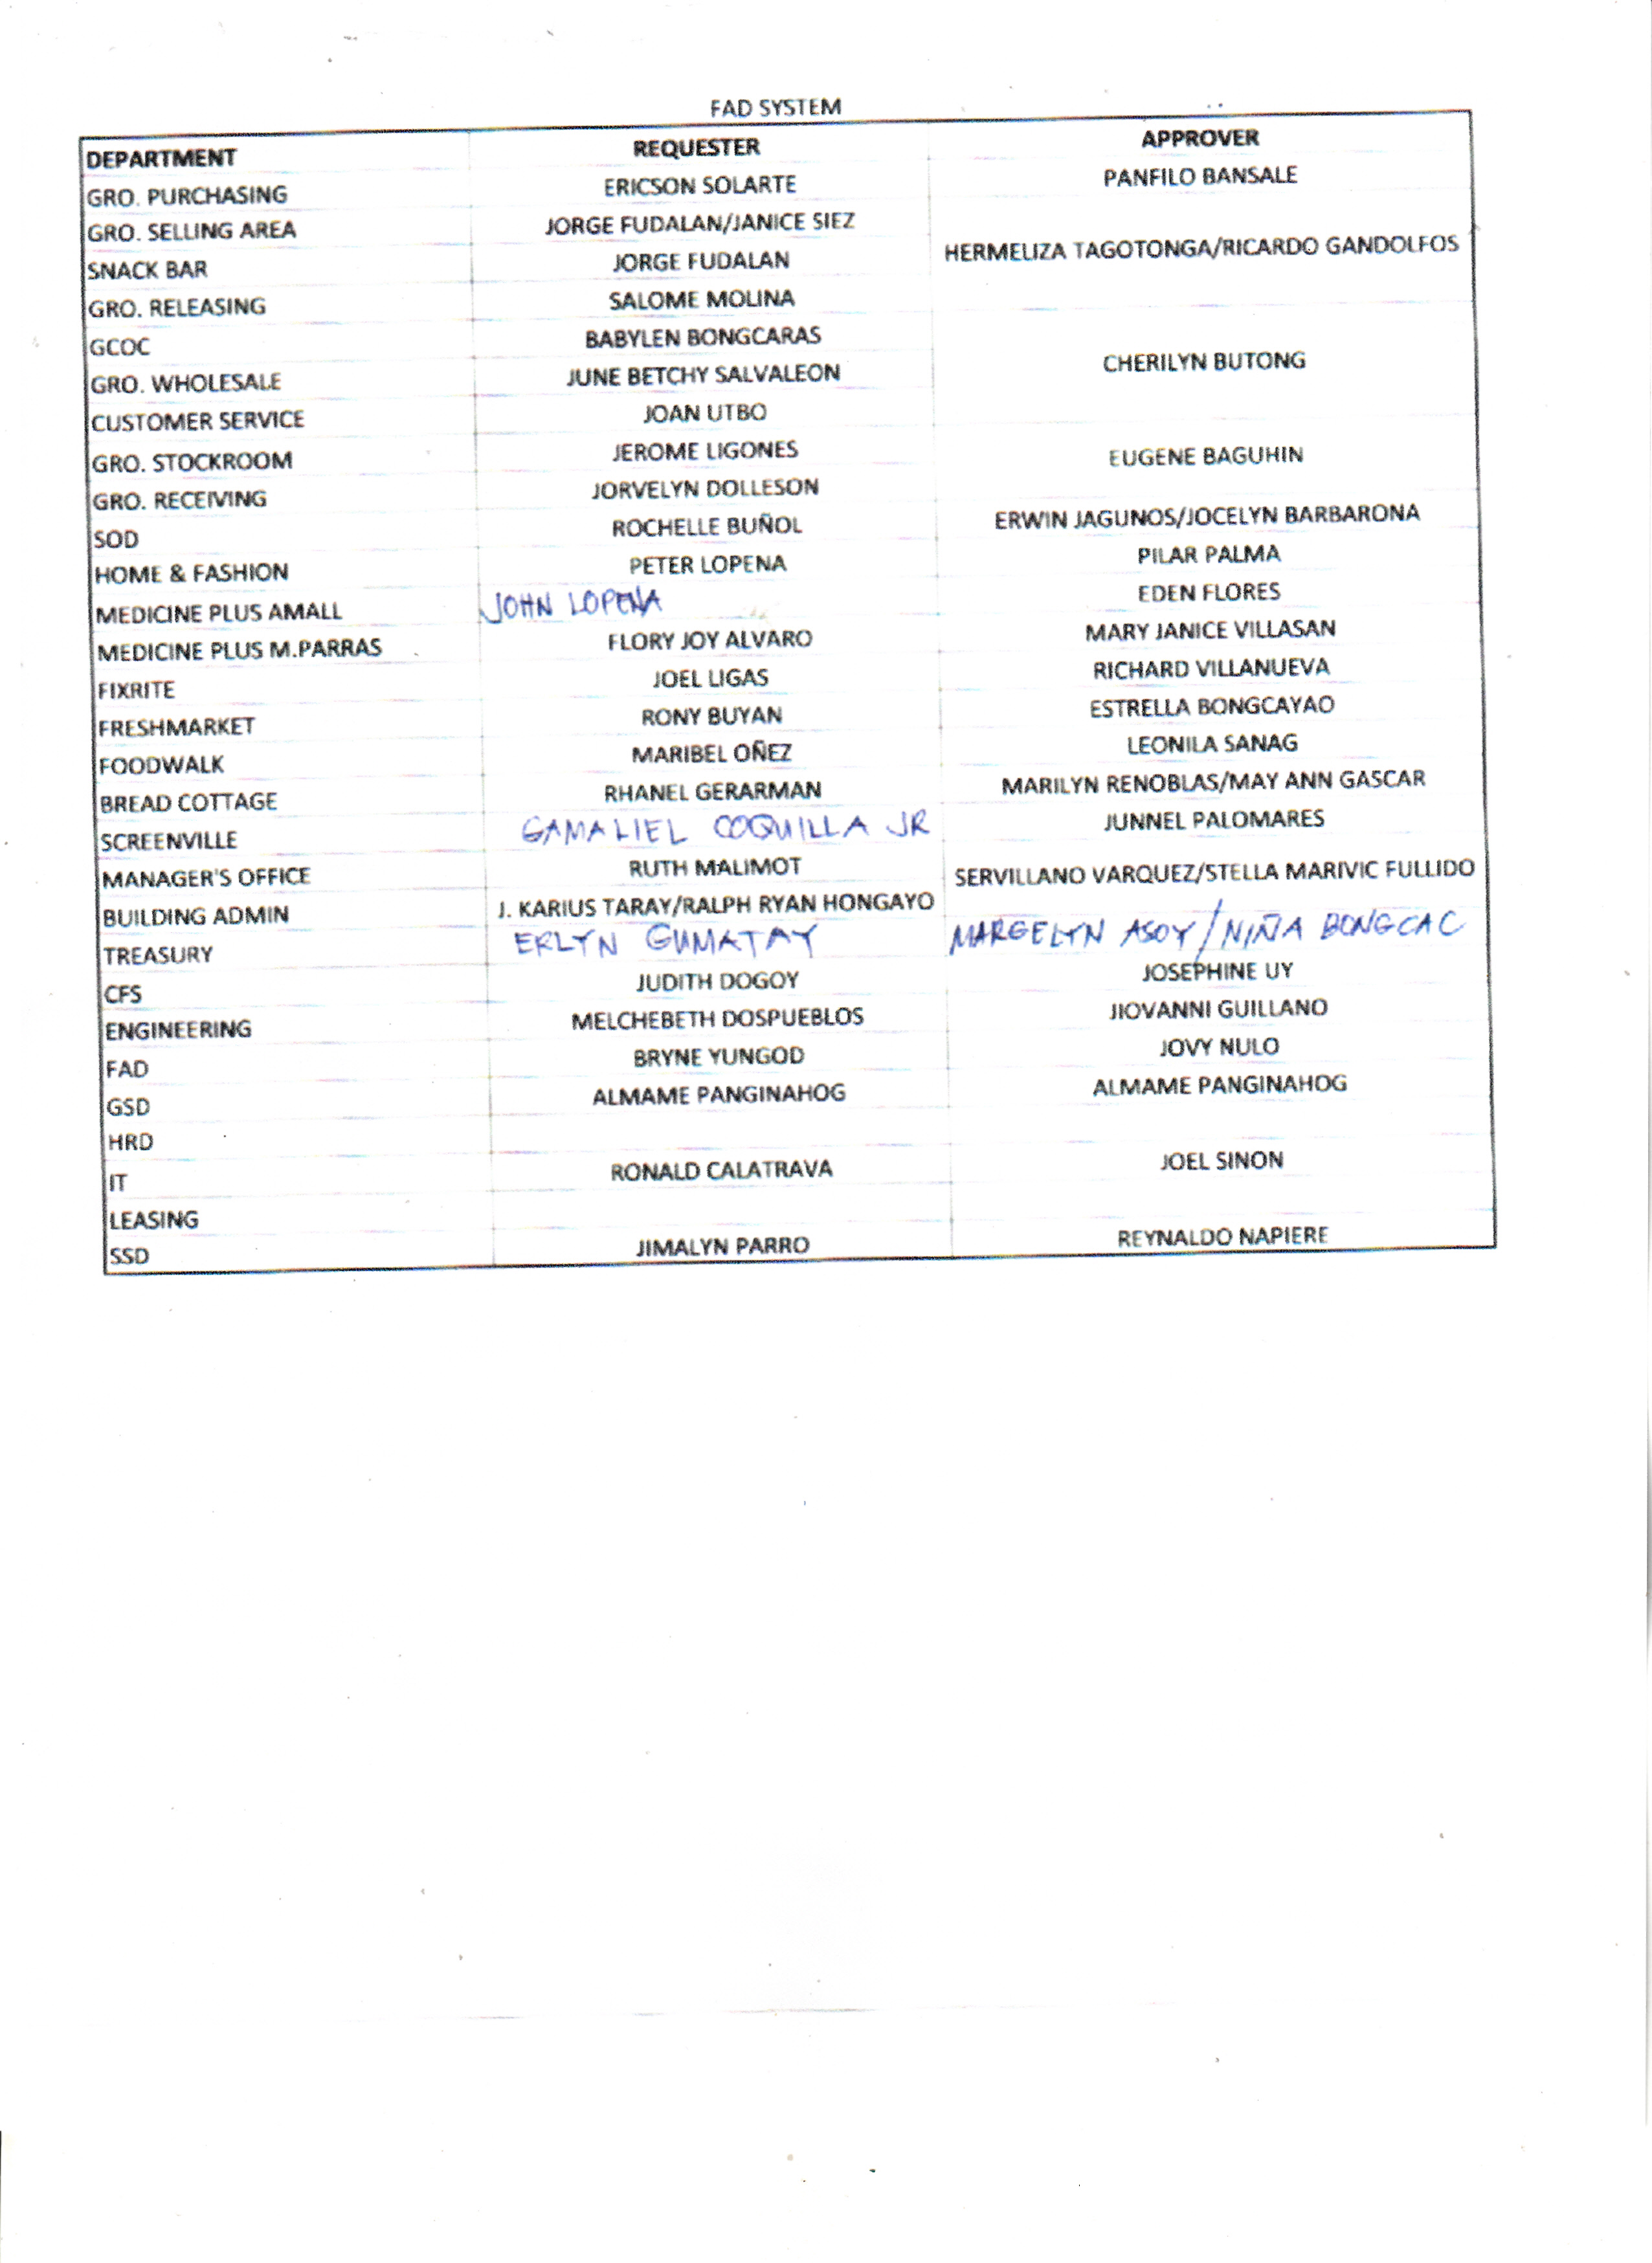 FAD SYSTEM
DEPARTMENT REQUESTER APPROVER
GRO. PURCHASING ERICSON SOLARTE PANFILO BANSALE
GRO. SELLING AREA JORGE FUDALAN/JANICE SIEZ
HERMELIZA TAGOTONGA/RICARDO GANDOLFOS
SNACK BAR JORGE FUDALAN
GRO. RELEASING SALOME MOLINA
GCOC BABYLEN BONGCARAS
GRO. WHOLESALE JUNE BETCHY SALVALEON CHERILYN BUTONG
CUSTOMER SERVICE JOAN UTBO
GRO. STOCKROOM JEROME LIGONES
EUGENE BAGUHIN
GRO. RECEIVING JORVELYN DOLLESON
SOD ROCHELLE BUÑOL ERWIN JAGUNOS/JOCELYN BARBARONA
HOME & FASHION PETER LOPENA PILAR PALMA
MEDICINE PLUS AMALL JOHN LOPENA EDEN FLORES
MEDICINE PLUS M.PARRAS FLORY JOY ALVARO MARY JANICE VILLASAN
FIXRITE JOEL LIGAS RICHARD VILLANUEVA
FRESHMARKET RONY BUYAN ESTRELLA BONGCAYAO
FOODWALK MARIBEL OÑEZ LEONILA SANAG
BREAD COTTAGE RHANEL GERARMAN MARILYN RENOBLAS/MAY ANN GASCAR
SCREENVILLE GAMALIEL COQUILLA JR JUNNEL PALOMARES
MANAGER'S OFFICE RUTH MALIMOT SERVILLANO VARQUEZ/STELLA MARIVIC FULLIDO
BUILDING ADMIN J. KARIUS TARAY/RALPH RYAN HONGAYO
TREASURY ERLYN GUMATAY MARGELYN ASOY/NIÑA BONGCAC
CFS JUDITH DOGOY JOSEPHINE UY
ENGINEERING MELCHEBETH DOSPUEBLOS JIOVANNI GUILLANO
FAD BRYNE YUNGOD JOVY NULO
GSD ALMAME PANGINAHOG ALMAME PANGINAHOG
HRD
IT RONALD CALATRAVA JOEL SINON
LEASING
SSD JIMALYN PARRO REYNALDO NAPIERE